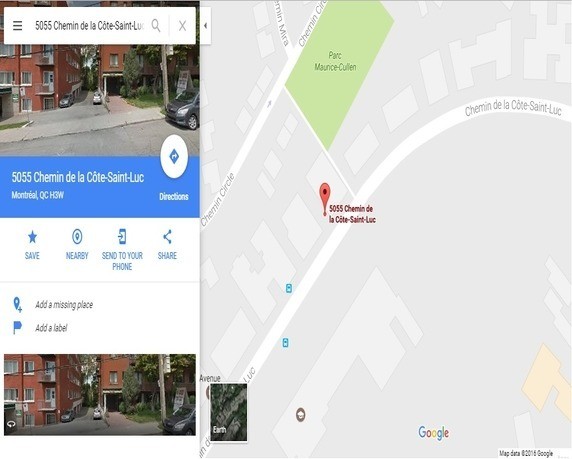 5055 Chemin de la Côte-Saint-Luc
5055 Chemin de la Côte-Saint-Luc
Montréal, QC H3W
Directions
SAVE
NEARBY
SEND TO YOUR
PHONE
SHARE
Add a missing place
Add a label
Avenue
Earth
Chemin Mira
Chemin Circle
Parc
Maurice-Cullen
Chemin de la Côte-Saint-Luc
Chemin Circle
5055 Chemin de
la Côte-Saint-Luc
Luc
Google
Map data ©2016 Google